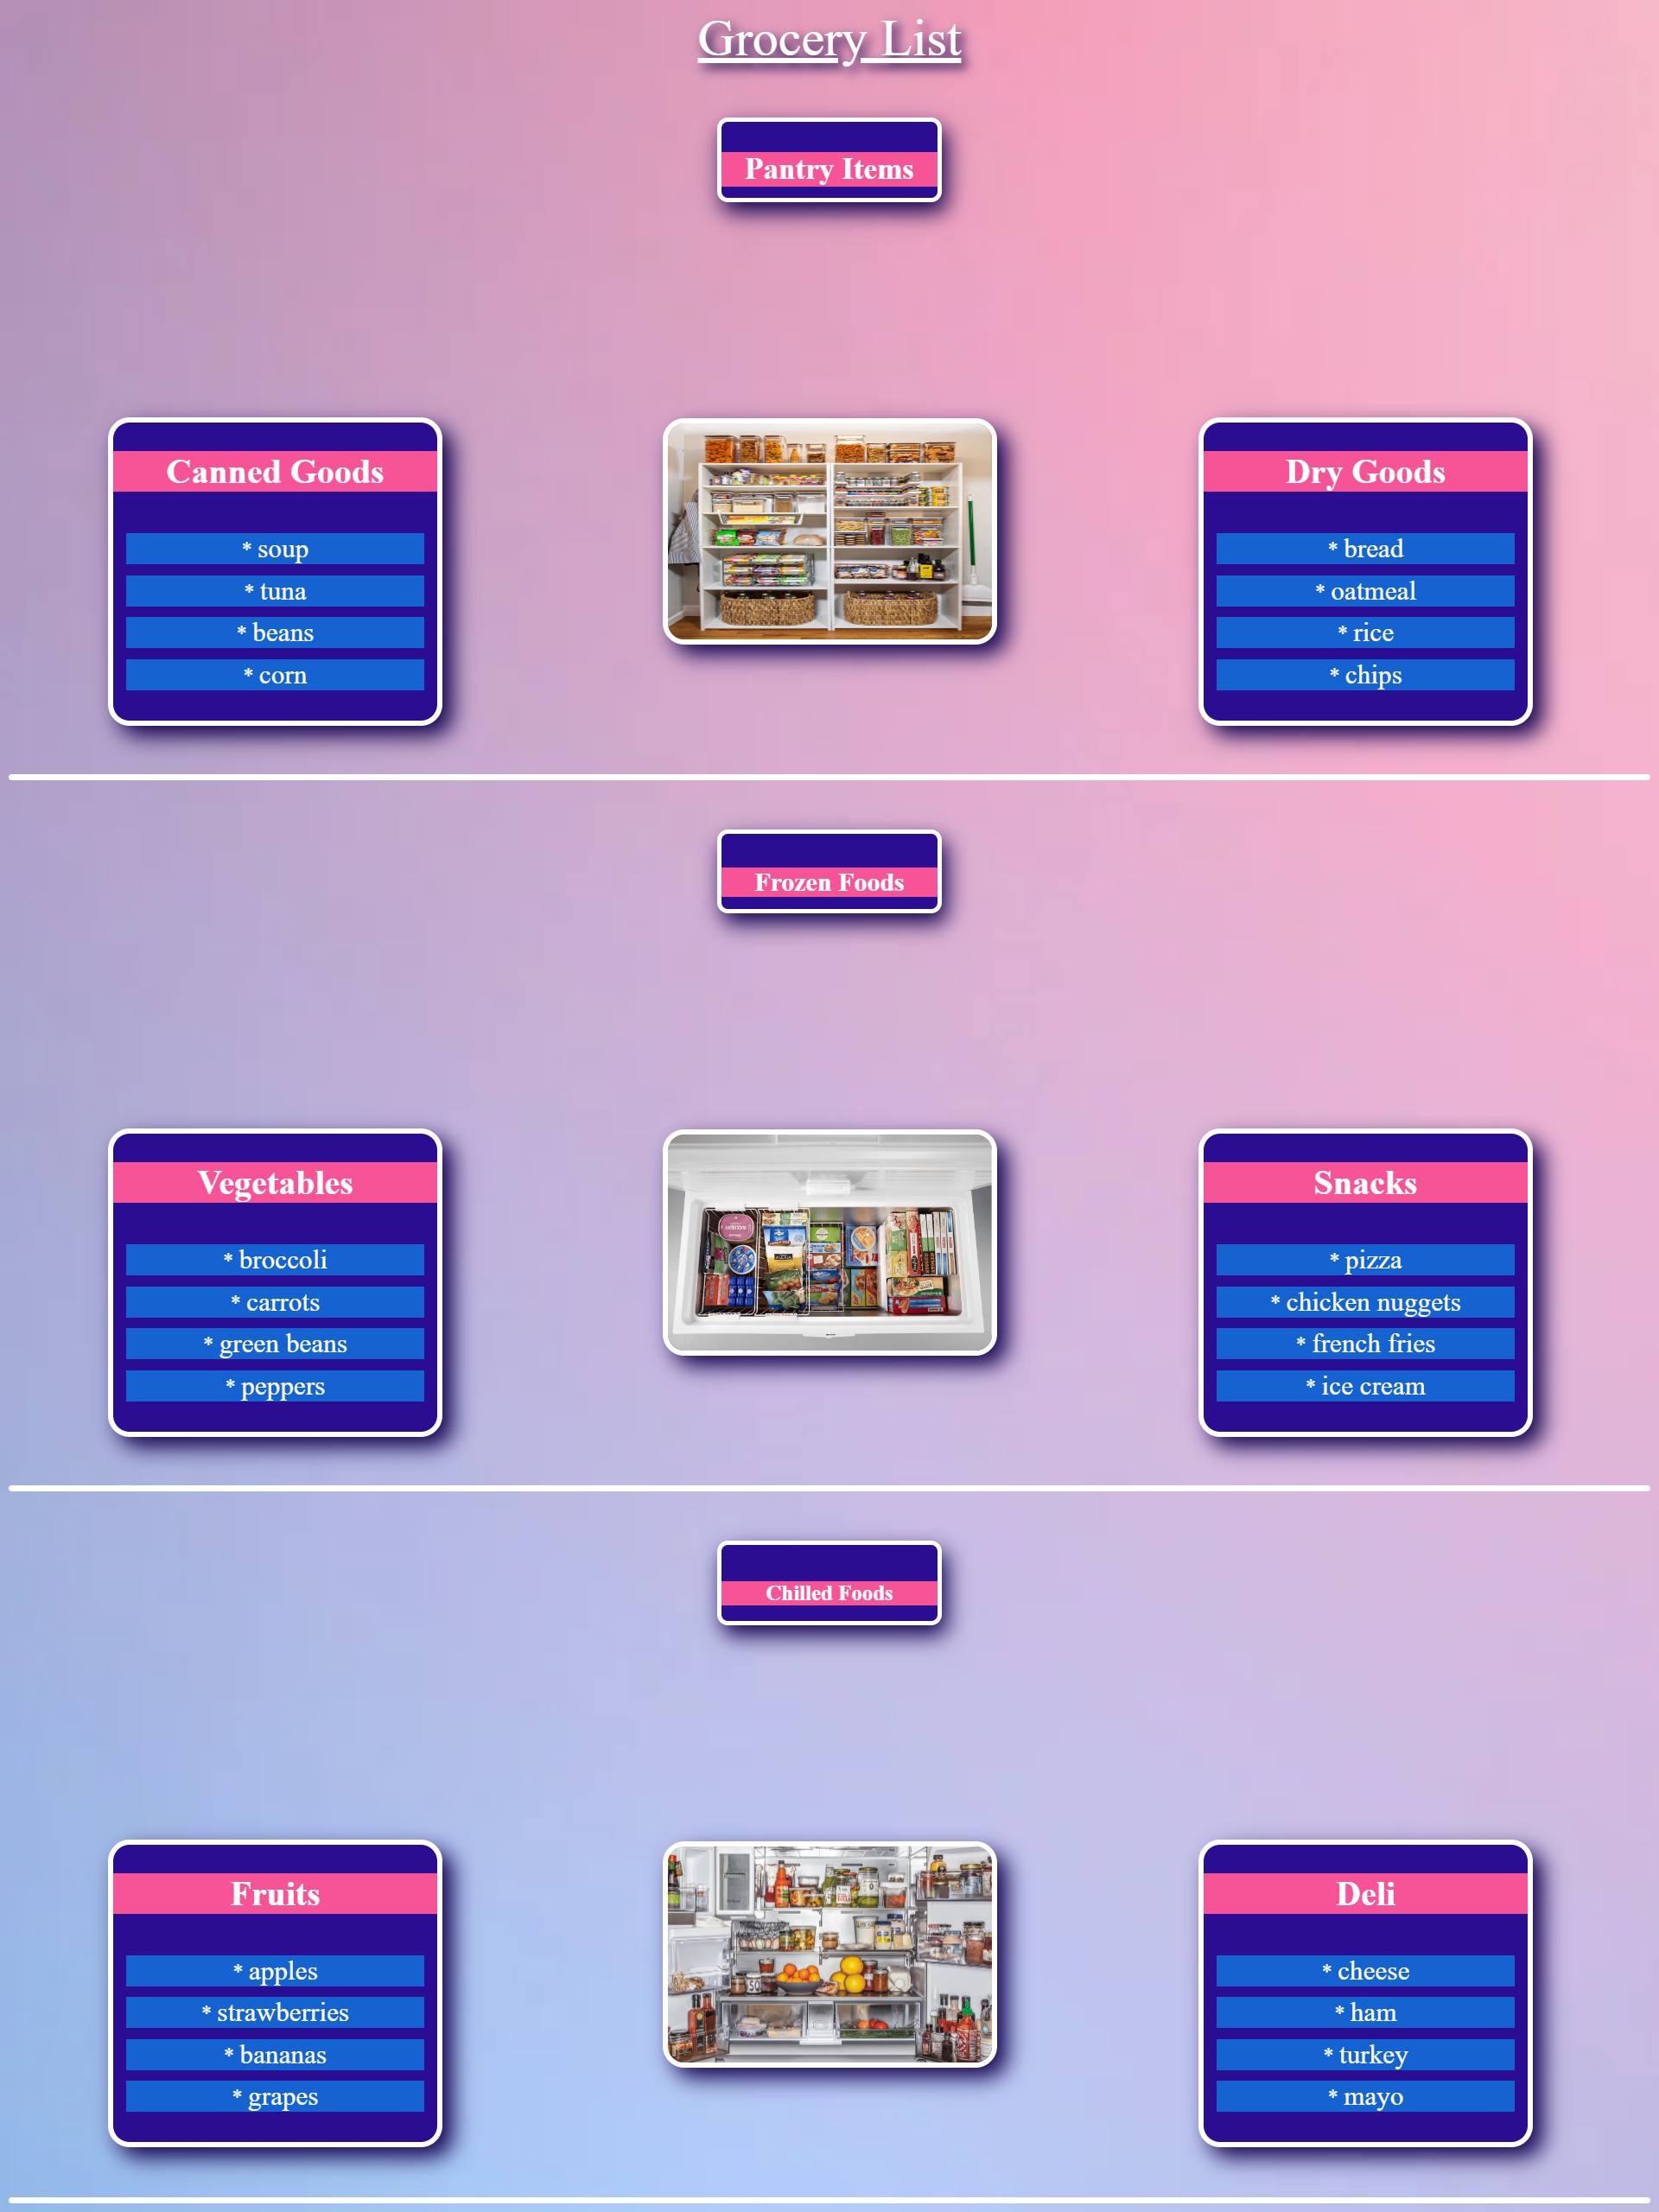 Grocery List
Pantry Items
Canned Goods
* soup
* tuna
* beans
* corn
Dry Goods
* bread
* oatmeal
* rice
* chips
Frozen Foods
Vegetables
* broccoli
* carrots
* green beans
* peppers
Snacks
* pizza
* chicken nuggets
* french fries
* ice cream
Chilled Foods
Fruits
* apples
* strawberries
* bananas
* grapes
Deli
* cheese
* ham
* turkey
* mayo